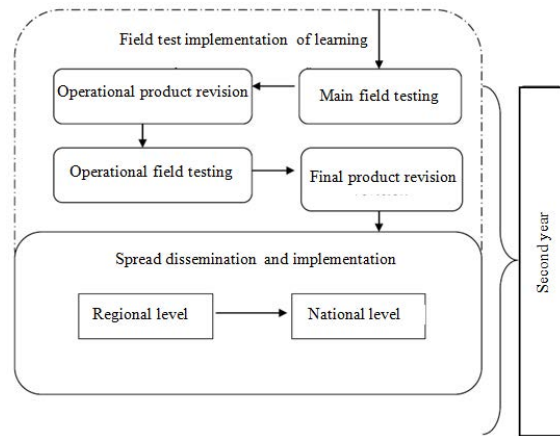 Field test implementation of learning
Operational product revision
Main field testing
Operational field testing
Final product revision
Spread dissemination and implementation
Regional level
National level
Second year